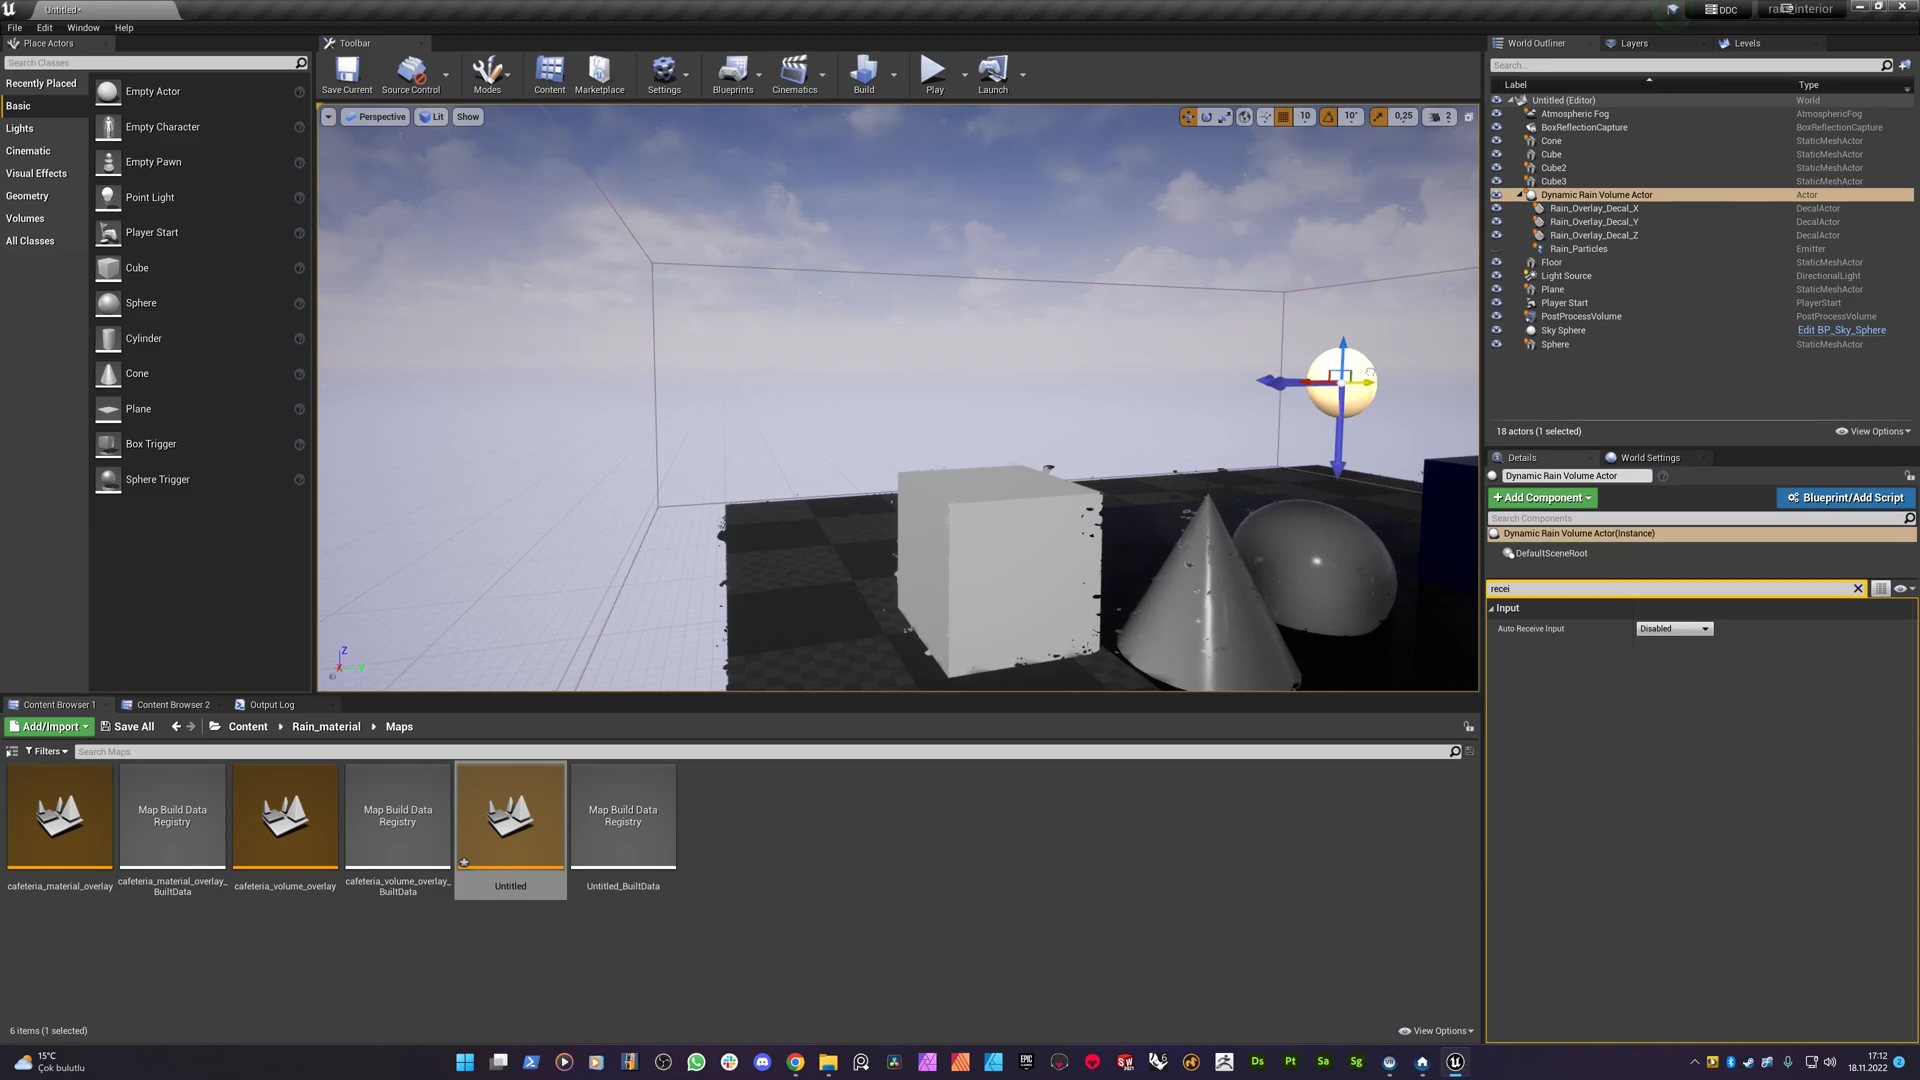 Untitled•
DDC
File
Edit
Window
Help
Place Actors
Toolbar
World Outliner
Layers
Levels
Search Classes
Recently Placed
Basic
Lights
Cinematic
Visual Effects
Geometry
Volumes
All Classes
Empty Actor
Empty Character
Empty Pawn
Point Light
Player Start
Cube
Sphere
Cylinder
Cone
Plane
Box Trigger
Sphere Trigger
Save Current
Source Control
Modes
Content
Marketplace
Settings
Blueprints
Cinematics
Build
Play
Launch
Perspective
Lit
Show
10
10°
0,25
2
Z
X
Y
Search...
Label
Type
Untitled (Editor)
World
Atmospheric Fog
AtmosphericFog
BoxReflectionCapture
BoxReflectionCapture
Cone
StaticMeshActor
Cube
StaticMeshActor
Cube2
StaticMeshActor
Cube3
StaticMeshActor
Dynamic Rain Volume Actor
Actor
Rain_Overlay_Decal_X
DecalActor
Rain_Overlay_Decal_Y
DecalActor
Rain_Overlay_Decal_Z
DecalActor
Rain_Particles
Emitter
Floor
StaticMeshActor
Light Source
DirectionalLight
Plane
StaticMeshActor
Player Start
PlayerStart
PostProcessVolume
PostProcessVolume
Sky Sphere
Edit BP_Sky_Sphere
Sphere
StaticMeshActor
18 actors (1 selected)
View Options
Details
World Settings
Dynamic Rain Volume Actor
+Add Component
Blueprint/Add Script
Search Components
Dynamic Rain Volume Actor(Instance)
DefaultSceneRoot
recei
Input
Auto Receive Input
Disabled
Content Browser 1
Content Browser 2
Output Log
Add/Import
Save All
Content
Rain_material
Maps
Filters
Search Maps
Map Build Data
Registry
Map Build Data
Registry
Map Build Data
Registry
cafeteria_material_overlay
cafeteria_material_overlay_
BuiltData
cafeteria_volume_overlay
cafeteria_volume_overlay_
BuiltData
Untitled
Untitled_BuiltData
6 items (1 selected)
View Options
15°C
Çok bulutlu
Ds
Pt
Sa
Sg
17:12
18.11.2022
2